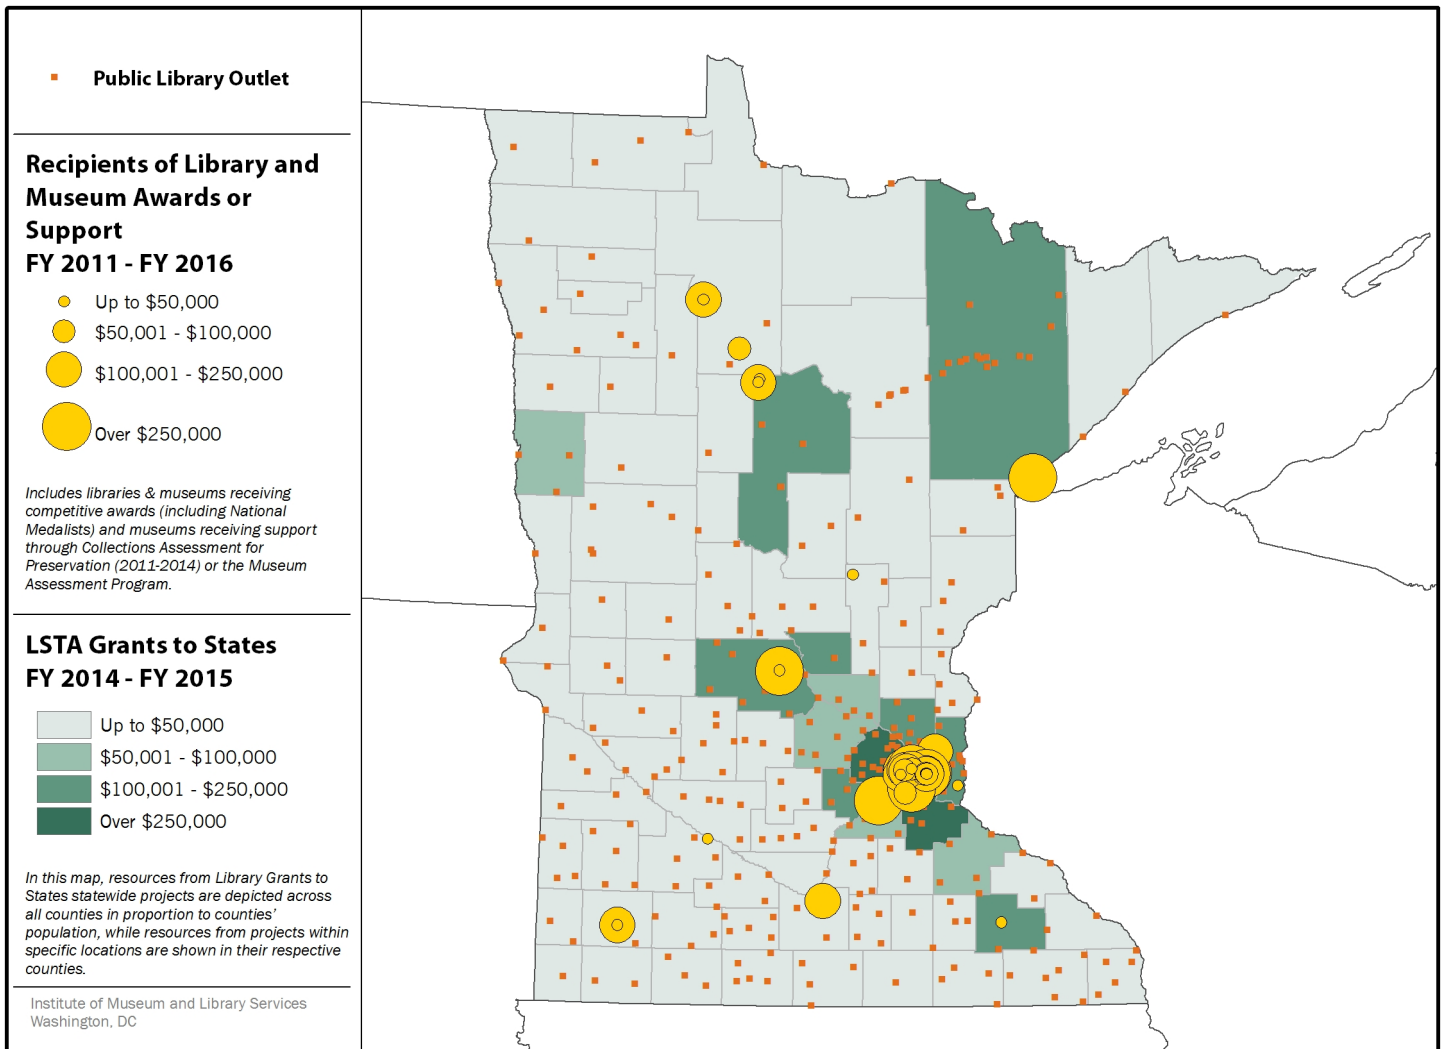 Public Library Outlet
Recipients of Library and
Museum Awards or
Support
FY 2011 - FY 2016
Up to $50,000
$50,001 - $100,000
$100,001 - $250,000
Over $250,000
Includes libraries & museums receiving
competitive awards (including National
Medalists) and museums receiving support
through Collections Assessment for
Preservation (2011-2014) or the Museum
Assessment Program.
LSTA Grants to States
FY 2014 - FY 2015
Up to $50,000
$50,001 - $100,000
$100,001 - $250,000
Over $250,000
In this map, resources from Library Grants to
States statewide projects are depicted across
all counties in proportion to counties'
population, while resources from projects within
specific locations are shown in their respective
counties.
Institute of Museum and Library Services
Washington, DC